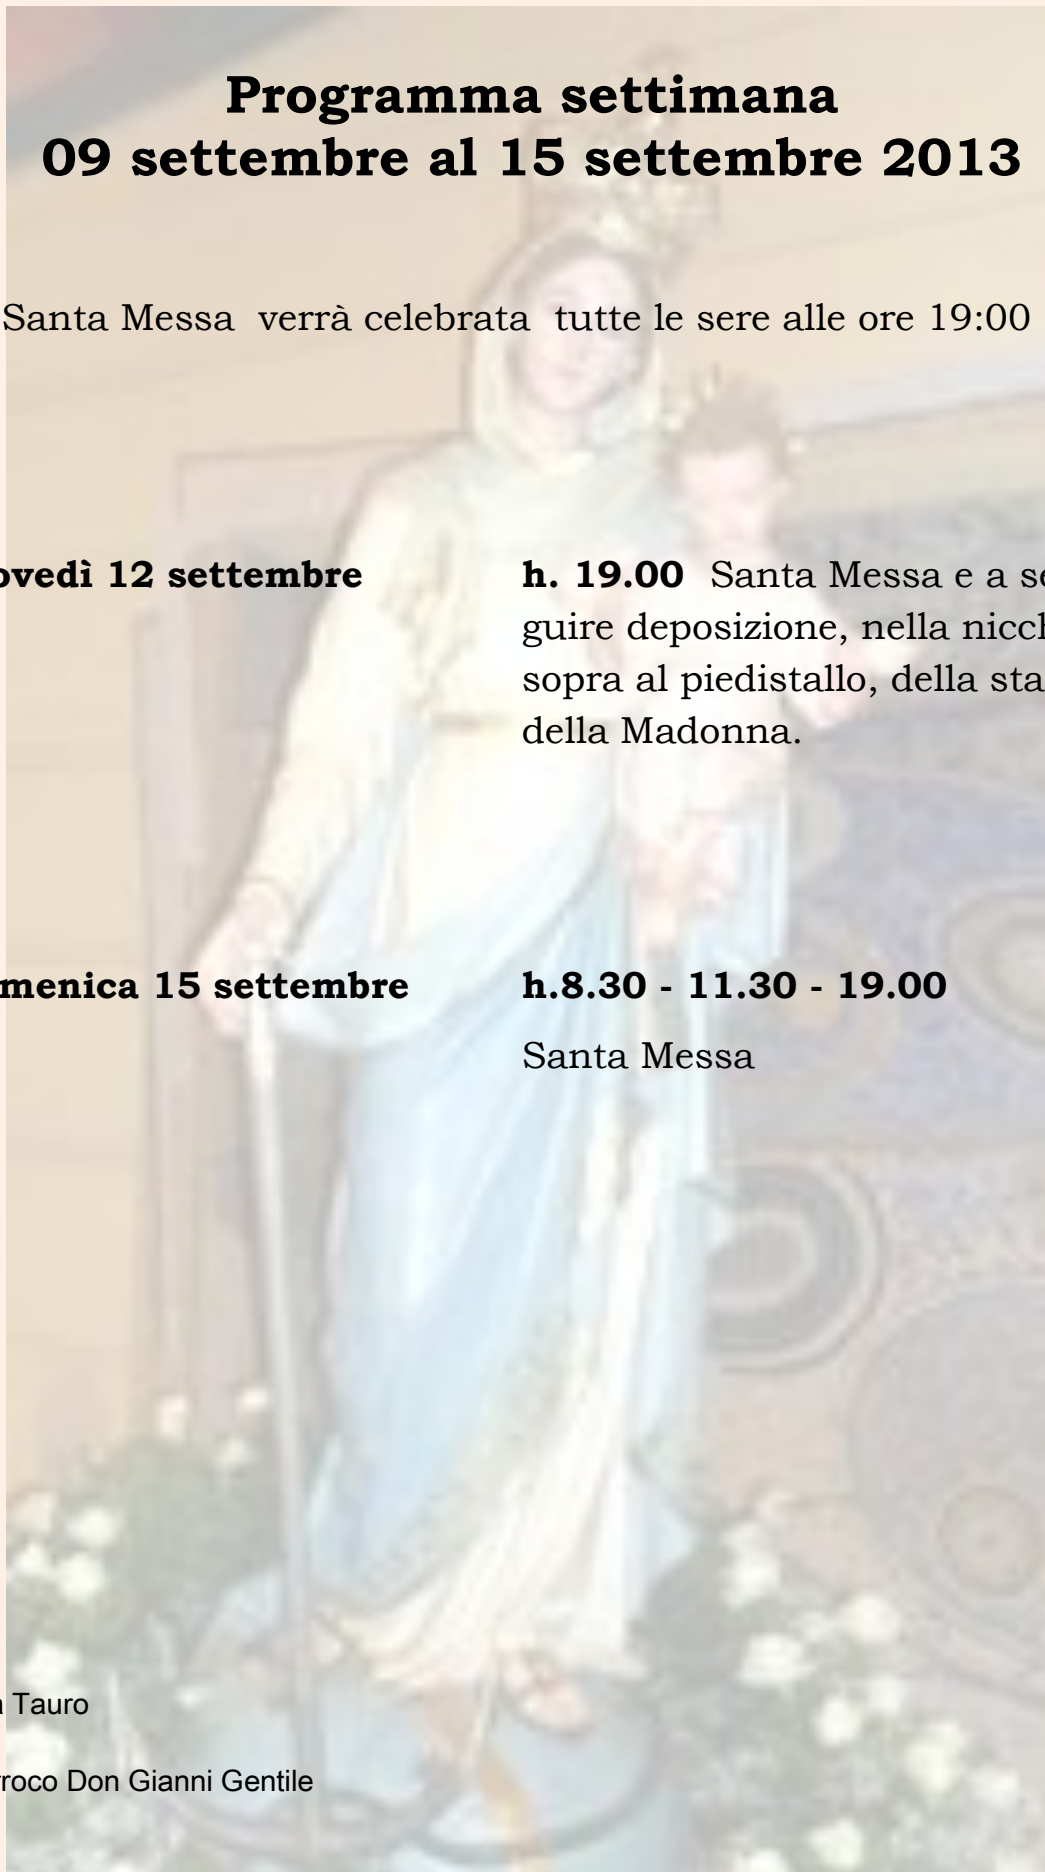 Programma settimana
09 settembre al 15 settembre 2013
Santa Messa verrà celebrata tutte le sere alle ore 19:00
ovedì 12 settembre
h. 19.00 Santa Messa e a se
guire deposizione, nella nicch
sopra al piedistallo, della sta
della Madonna.
menica 15 settembre
h.8.30 - 11.30 - 19.00
Santa Messa
a Tauro
roco Don Gianni Gentile